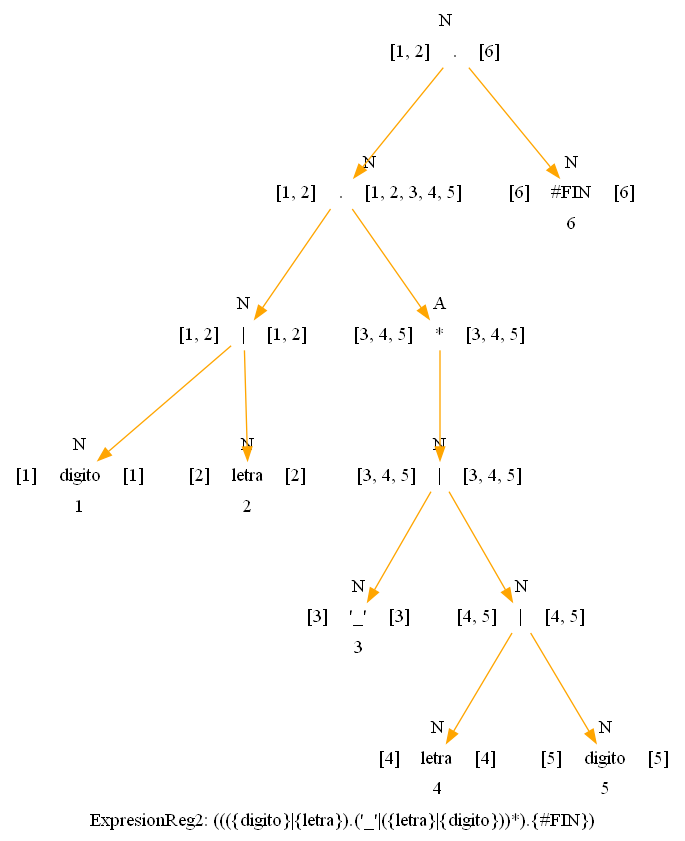 N
[1, 2] . [6]
N N
[1, 2] . [1, 2, 3, 4, 5] [6] #FIN [6]
6
N A
[1, 2] | [1, 2] [3, 4, 5] * [3, 4, 5]
N N N
[1] digito [1] [2] letra [2] [3, 4, 5] | [3, 4, 5]
1 2
N N
[3] '_' [3] [4, 5] | [4, 5]
3
N N
[4] letra [4] [5] digito [5]
4 5
ExpresionReg2: ((({digito}|{letra}).('_'|({letra}|{digito}))*).{#FIN})